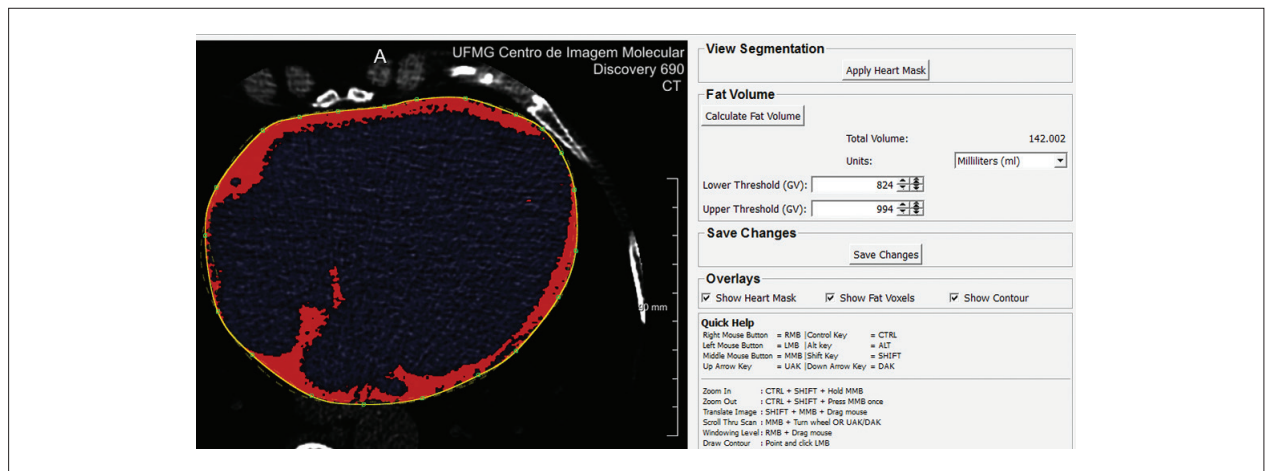 A
UFMG Centro de Imagem Molecular
Discovery 690
CT
mm
View Segmentation
Apply Heart Mask
Fat Volume
Calculate Fat Volume
Total Volume: 142.002
Units: Milliliters (ml)
Lower Threshold (GV): 824
Upper Threshold (GV): 994
Save Changes
Save Changes
Overlays
Show Heart Mask Show Fat Voxels Show Contour
Quick Help
Right Mouse Button = RMB |Control Key = CTRL
Left Mouse Button = LMB |Alt key = ALT
Middle Mouse Button = MMB |Shift Key = SHIFT
Up Arrow Key = UAK |Down Arrow Key = DAK
Zoom In : CTRL + SHIFT + Hold MMB
Zoom Out : CTRL + SHIFT + Press MMB once
Translate Image : SHIFT + MMB + Drag mouse
Scroll Thru Scan : MMB + Turn wheel OR UAK/DAK
Windowing Level : RMB + Drag mouse
Draw Contour : Point and click LMB